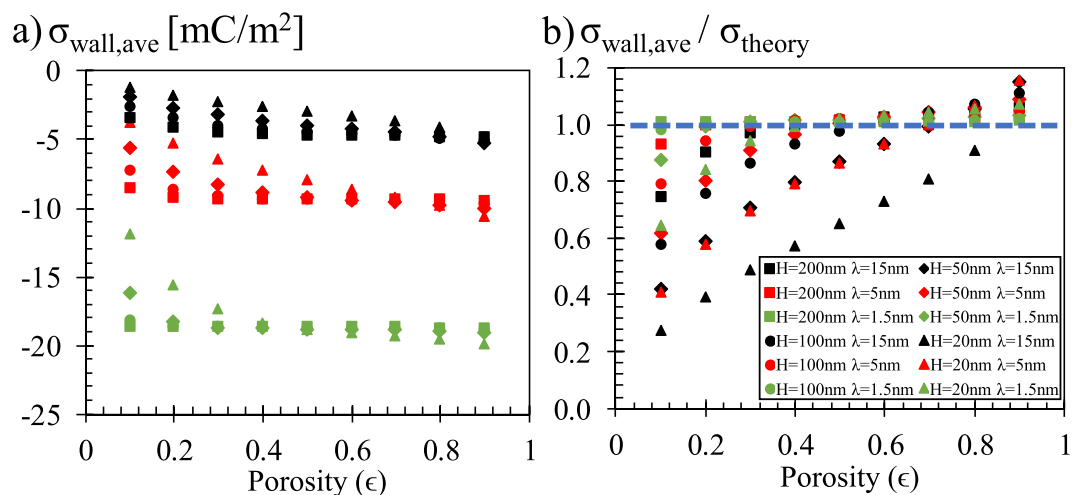 a) σwall,ave [mC/m²]
0
-5
-10
-15
-20
-25
0 0.2 0.4 0.6 0.8 1
Porosity (ϵ)
b) σwall,ave / σtheory
1.2
1.0
0.8
0.6
0.4
0.2
0.0
H=200nm λ=15nm H=50nm λ=15nm
H=200nm λ=5nm H=50nm λ=5nm
H=200nm λ=1.5nm H=50nm λ=1.5nm
H=100nm λ=15nm H=20nm λ=15nm
H=100nm λ=5nm H=20nm λ=5nm
H=100nm λ=1.5nm H=20nm λ=1.5nm
0 0.2 0.4 0.6 0.8 1
Porosity (ϵ)